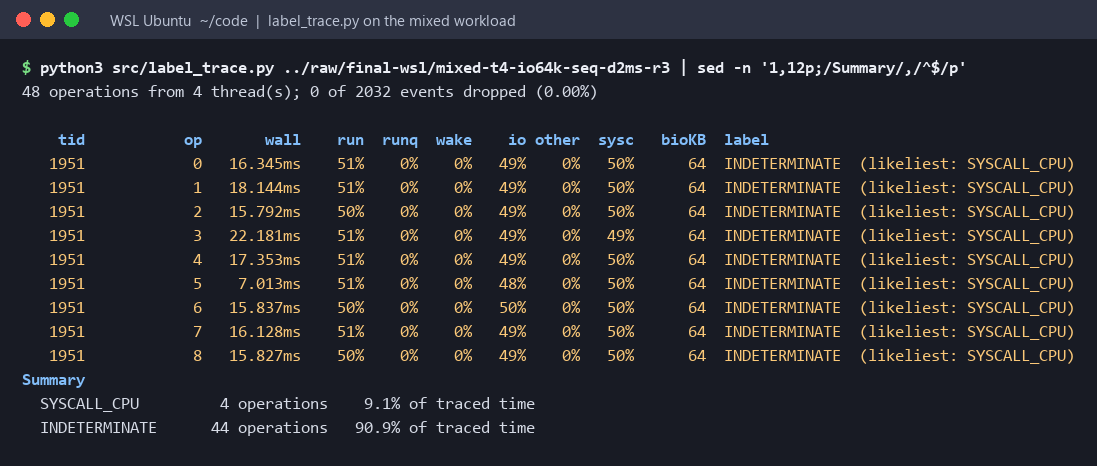 WSL Ubuntu ~/code | label_trace.py on the mixed workload
$ python3 src/label_trace.py ../raw/final-wsl/mixed-t4-io64k-seq-d2ms-r3 | sed -n '1,12p;/Summary/,/^$/p'
48 operations from 4 thread(s); 0 of 2032 events dropped (0.00%)
tid op wall run runq wake io other sysc bioKB label
1951 0 16.345ms 51% 0% 0% 49% 0% 50% 64 INDETERMINATE (likeliest: SYSCALL_CPU)
1951 1 18.144ms 51% 0% 0% 49% 0% 50% 64 INDETERMINATE (likeliest: SYSCALL_CPU)
1951 2 15.792ms 50% 0% 0% 49% 0% 50% 64 INDETERMINATE (likeliest: SYSCALL_CPU)
1951 3 22.181ms 51% 0% 0% 49% 0% 49% 64 INDETERMINATE (likeliest: SYSCALL_CPU)
1951 4 17.353ms 51% 0% 0% 49% 0% 50% 64 INDETERMINATE (likeliest: SYSCALL_CPU)
1951 5 7.013ms 51% 0% 0% 48% 0% 50% 64 INDETERMINATE (likeliest: SYSCALL_CPU)
1951 6 15.837ms 50% 0% 0% 50% 0% 50% 64 INDETERMINATE (likeliest: SYSCALL_CPU)
1951 7 16.128ms 51% 0% 0% 49% 0% 50% 64 INDETERMINATE (likeliest: SYSCALL_CPU)
1951 8 15.827ms 50% 0% 0% 49% 0% 50% 64 INDETERMINATE (likeliest: SYSCALL_CPU)
Summary
SYSCALL_CPU 4 operations 9.1% of traced time
INDETERMINATE 44 operations 90.9% of traced time